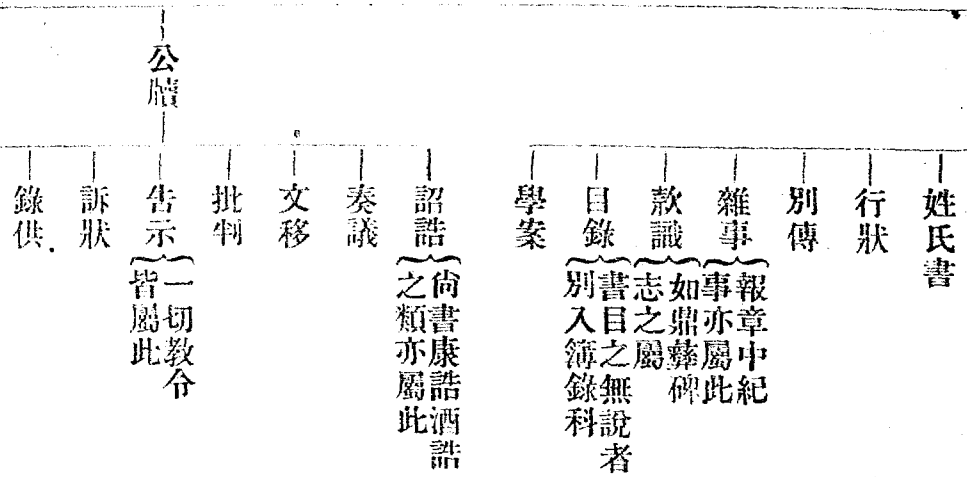 姓氏書
行狀
別傳
雜事
報章中紀
事亦屬此
款識
如鼎彝碑
志之屬
目錄
書目之無說者
別入簿錄科
學案
公牘
詔誥
尙書康誥酒誥
之類亦屬此
奏議
文移
批判
告示
一切敎令
皆屬此
訴狀
錄供